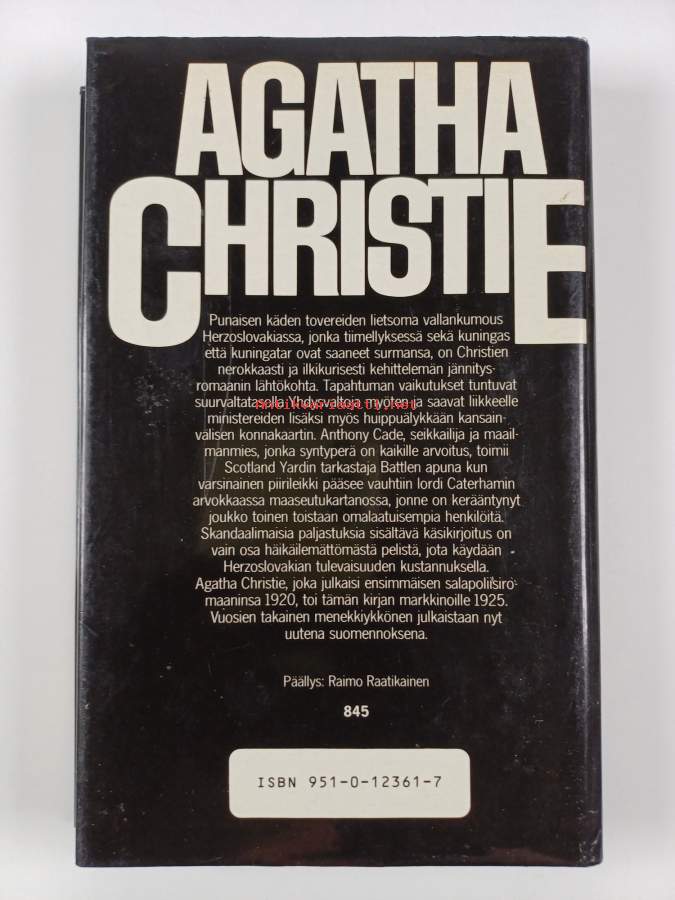 AGATHA
CHRISTIE
Punaisen käden tovereiden lietsoma vallankumous
Herzoslovakiassa, jonka tiimellyksessä sekä kuningas
että kuningatar ovat saaneet surmansa, on Christien
nerokkaasti ja ilkikurisesti kehittelemän jännitys-
romaanin lähtökohta. Tapahtuman vaikutukset tuntuvat
suurvaltatasolla Yhdysvaltoja myöten ja saavat liikkeelle
antikvariaatti.net
ministereiden lisäksi myös huippuälykkään kansain-
välisen konnakaartin. Anthony Cade, seikkailija ja maail-
manmies, jonka syntyperä on kaikille arvoitus, toimii
Scotland Yardin tarkastaja Battlen apuna kun
varsinainen piirileikki pääsee vauhtiin lordi Caterhamin
arvokkaassa maaseutukartanossa, jonne on kerääntynyt
joukko toinen toistaan omalaatuisempia henkilöitä.
Skandaalimaisia paljastuksia sisältävä käsikirjoitus on
vain osa häikäilemättömästä pelistä, jota käydään
Herzoslovakian tulevaisuuden kustannuksella.
Agatha Christie, joka julkaisi ensimmäisen salapoliisiro-
maaninsa 1920, toi tämän kirjan markkinoille 1925.
Vuosien takainen menekkiykkönen julkaistaan nyt
uutena suomennoksena.
Päällys: Raimo Raatikainen
845
ISBN 951-0-12361-7